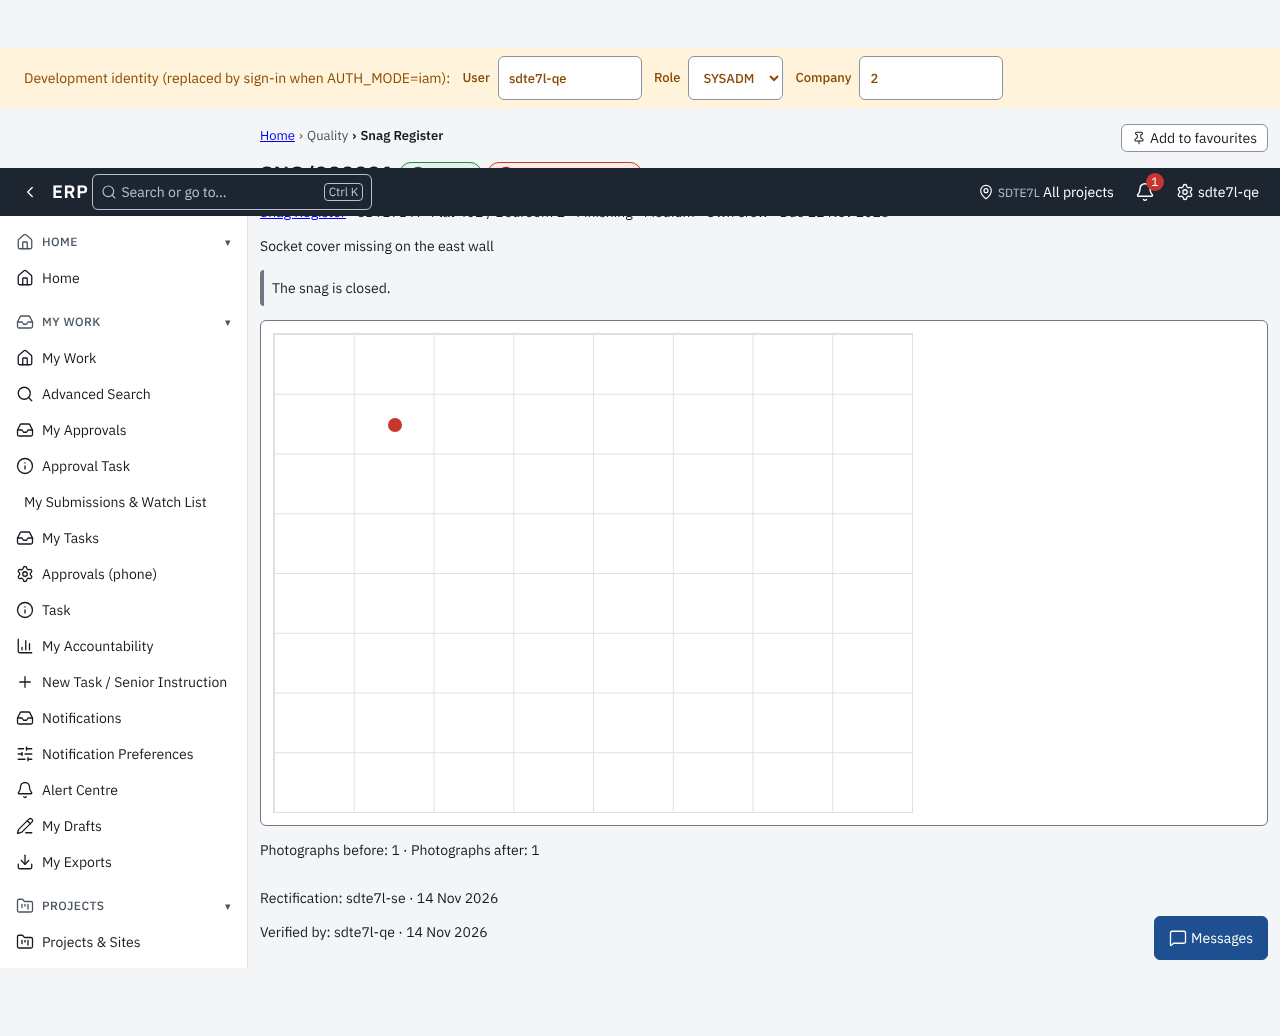 Development identity (replaced by sign-in when AUTH_MODE=iam): User sdte7l-qe Role SYSADM Company 2
Home › Quality › Snag Register
Add to favourites
ERP Search or go to... Ctrl K SDTE7L All projects 1 sdte7l-qe
HOME
Home
MY WORK
My Work
Advanced Search
My Approvals
Approval Task
My Submissions & Watch List
My Tasks
Approvals (phone)
Task
My Accountability
New Task / Senior Instruction
Notifications
Notification Preferences
Alert Centre
My Drafts
My Exports
PROJECTS
Projects & Sites
Socket cover missing on the east wall
The snag is closed.
Photographs before: 1 · Photographs after: 1
Rectification: sdte7l-se · 14 Nov 2026
Verified by: sdte7l-qe · 14 Nov 2026
Messages